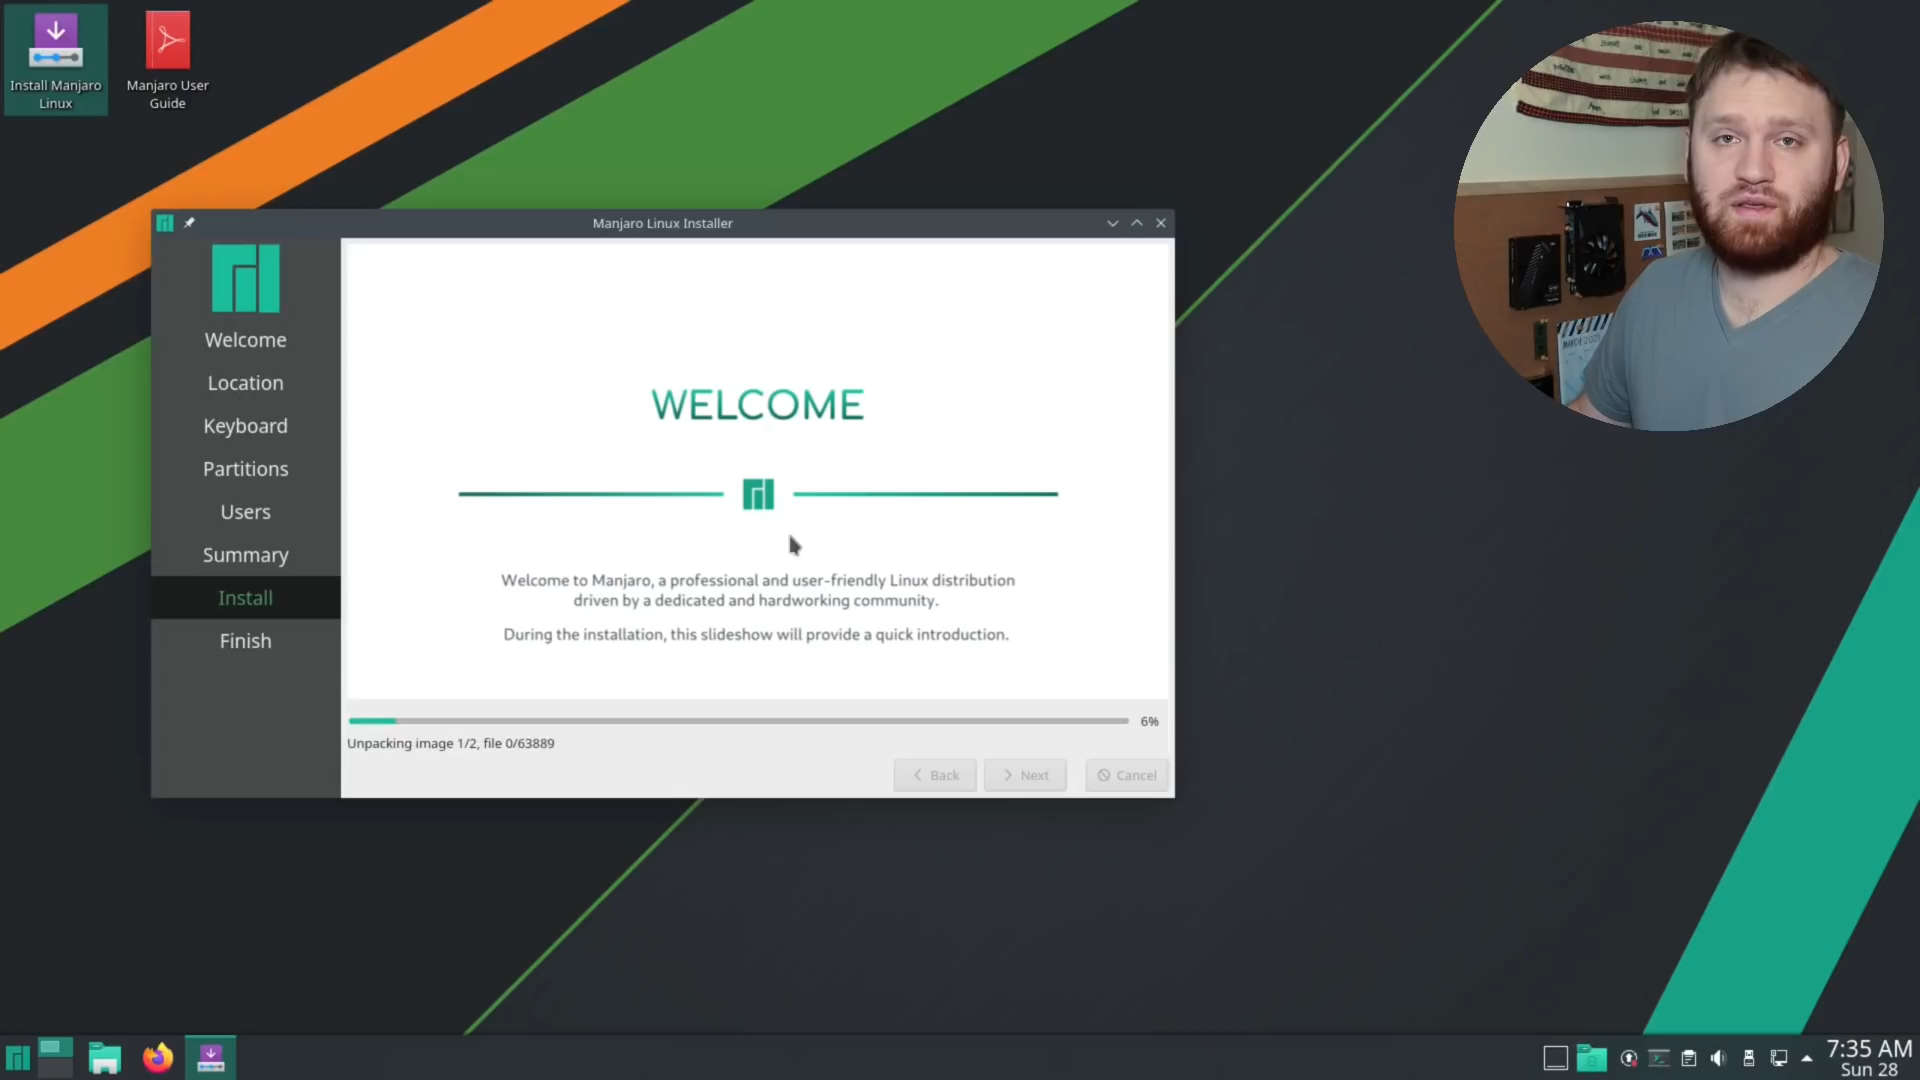 Install Manjaro
Linux
Manjaro User
Guide
Manjaro Linux Installer
Welcome
Location
Keyboard
Partitions
Users
Summary
Install
Finish
WELCOME
Welcome to Manjaro, a professional and user-friendly Linux distribution
driven by a dedicated and hardworking community.
During the installation, this slideshow will provide a quick introduction.
6%
Unpacking image 1/2, file 0/63889
Back
Next
Cancel
MARCH 2021
7:35 AM
Sun 28